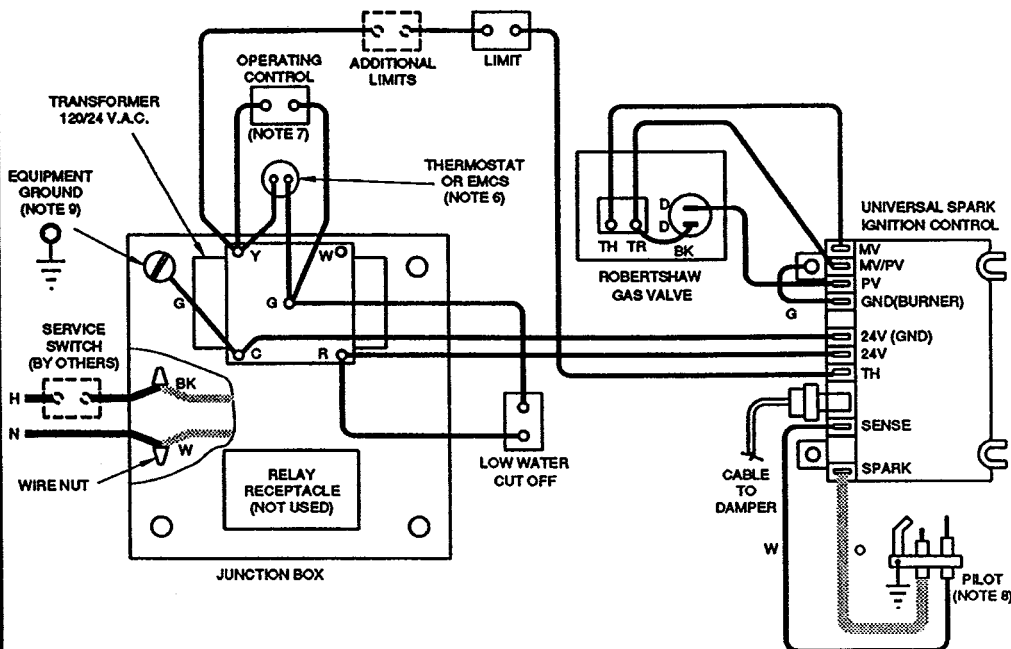 OPERATING
CONTROL
(NOTE 7)
ADDITIONAL
LIMITS
LIMIT
TRANSFORMER
120/24 V.A.C.
THERMOSTAT
OR EMCS
(NOTE 6)
EQUIPMENT
GROUND
(NOTE 9)
D
D
TH
TR
BK
ROBERTSHAW
GAS VALVE
UNIVERSAL SPARK
IGNITION CONTROL
MV
MV/PV
PV
GND(BURNER)
G
24V (GND)
24V
TH
SENSE
SPARK
Y
W
G
G
C
R
SERVICE
SWITCH
(BY OTHERS)
H
N
BK
W
WIRE NUT
RELAY
RECEPTACLE
(NOT USED)
LOW WATER
CUT OFF
CABLE
TO
DAMPER
W
PILOT
(NOTE 8)
JUNCTION BOX